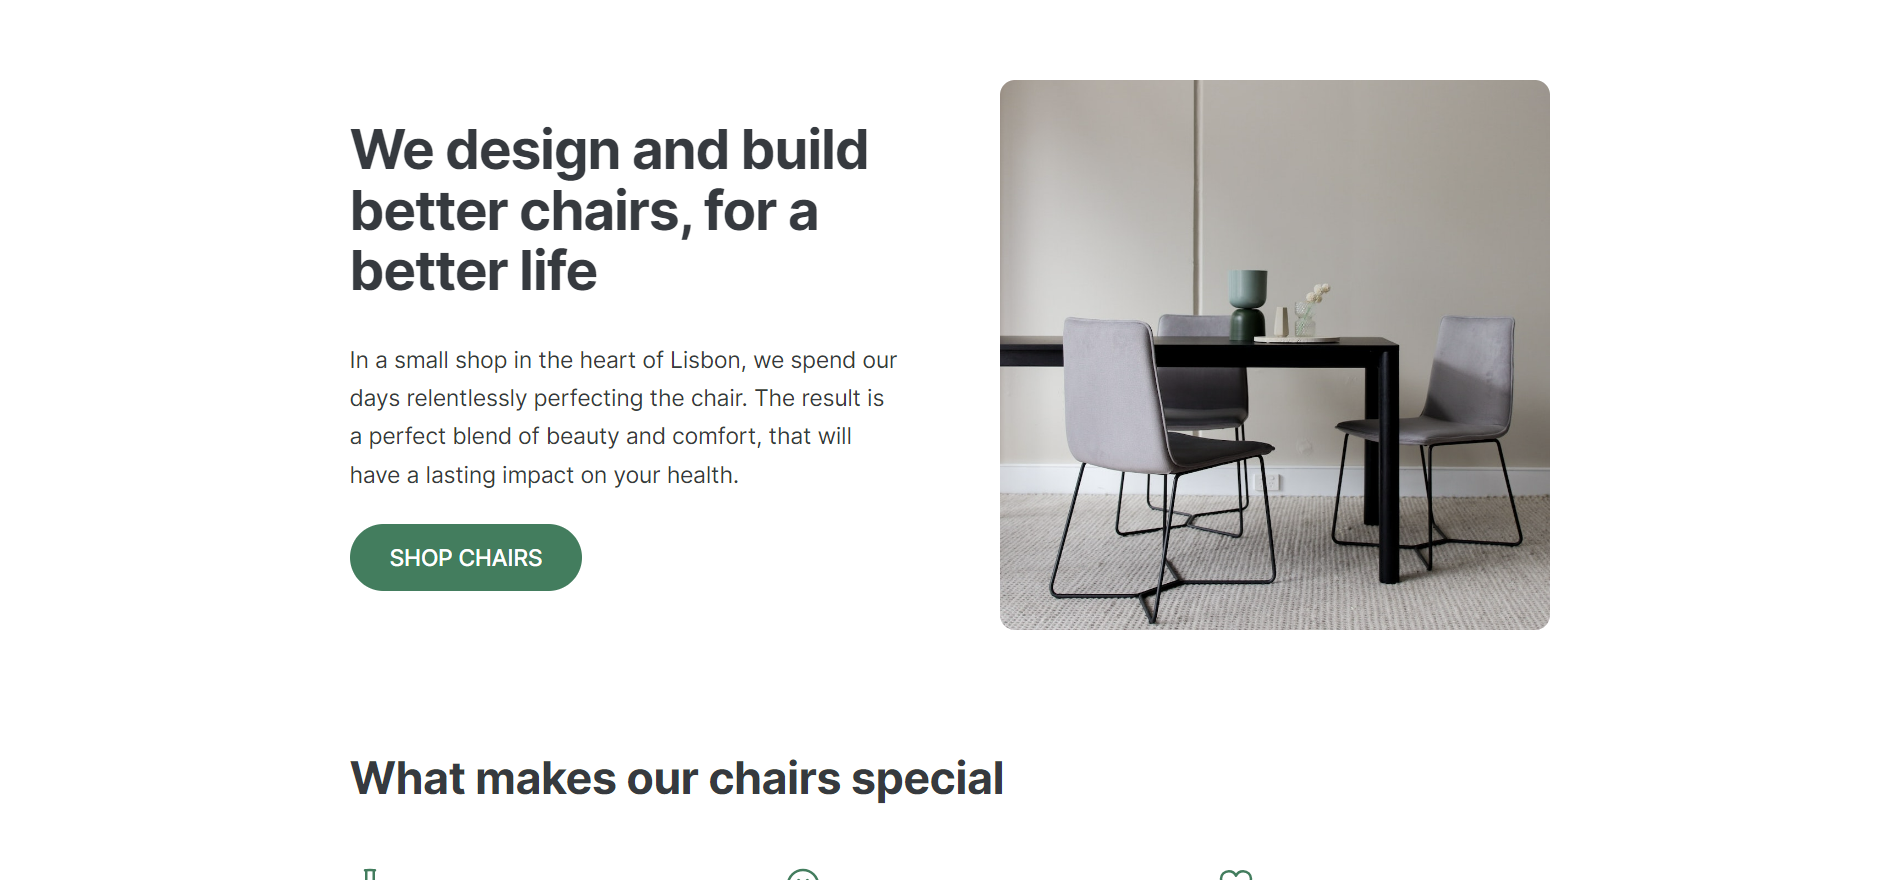 We design and build
better chairs, for a
better life
In a small shop in the heart of Lisbon, we spend our
days relentlessly perfecting the chair. The result is
a perfect blend of beauty and comfort, that will
have a lasting impact on your health.
SHOP CHAIRS
What makes our chairs special